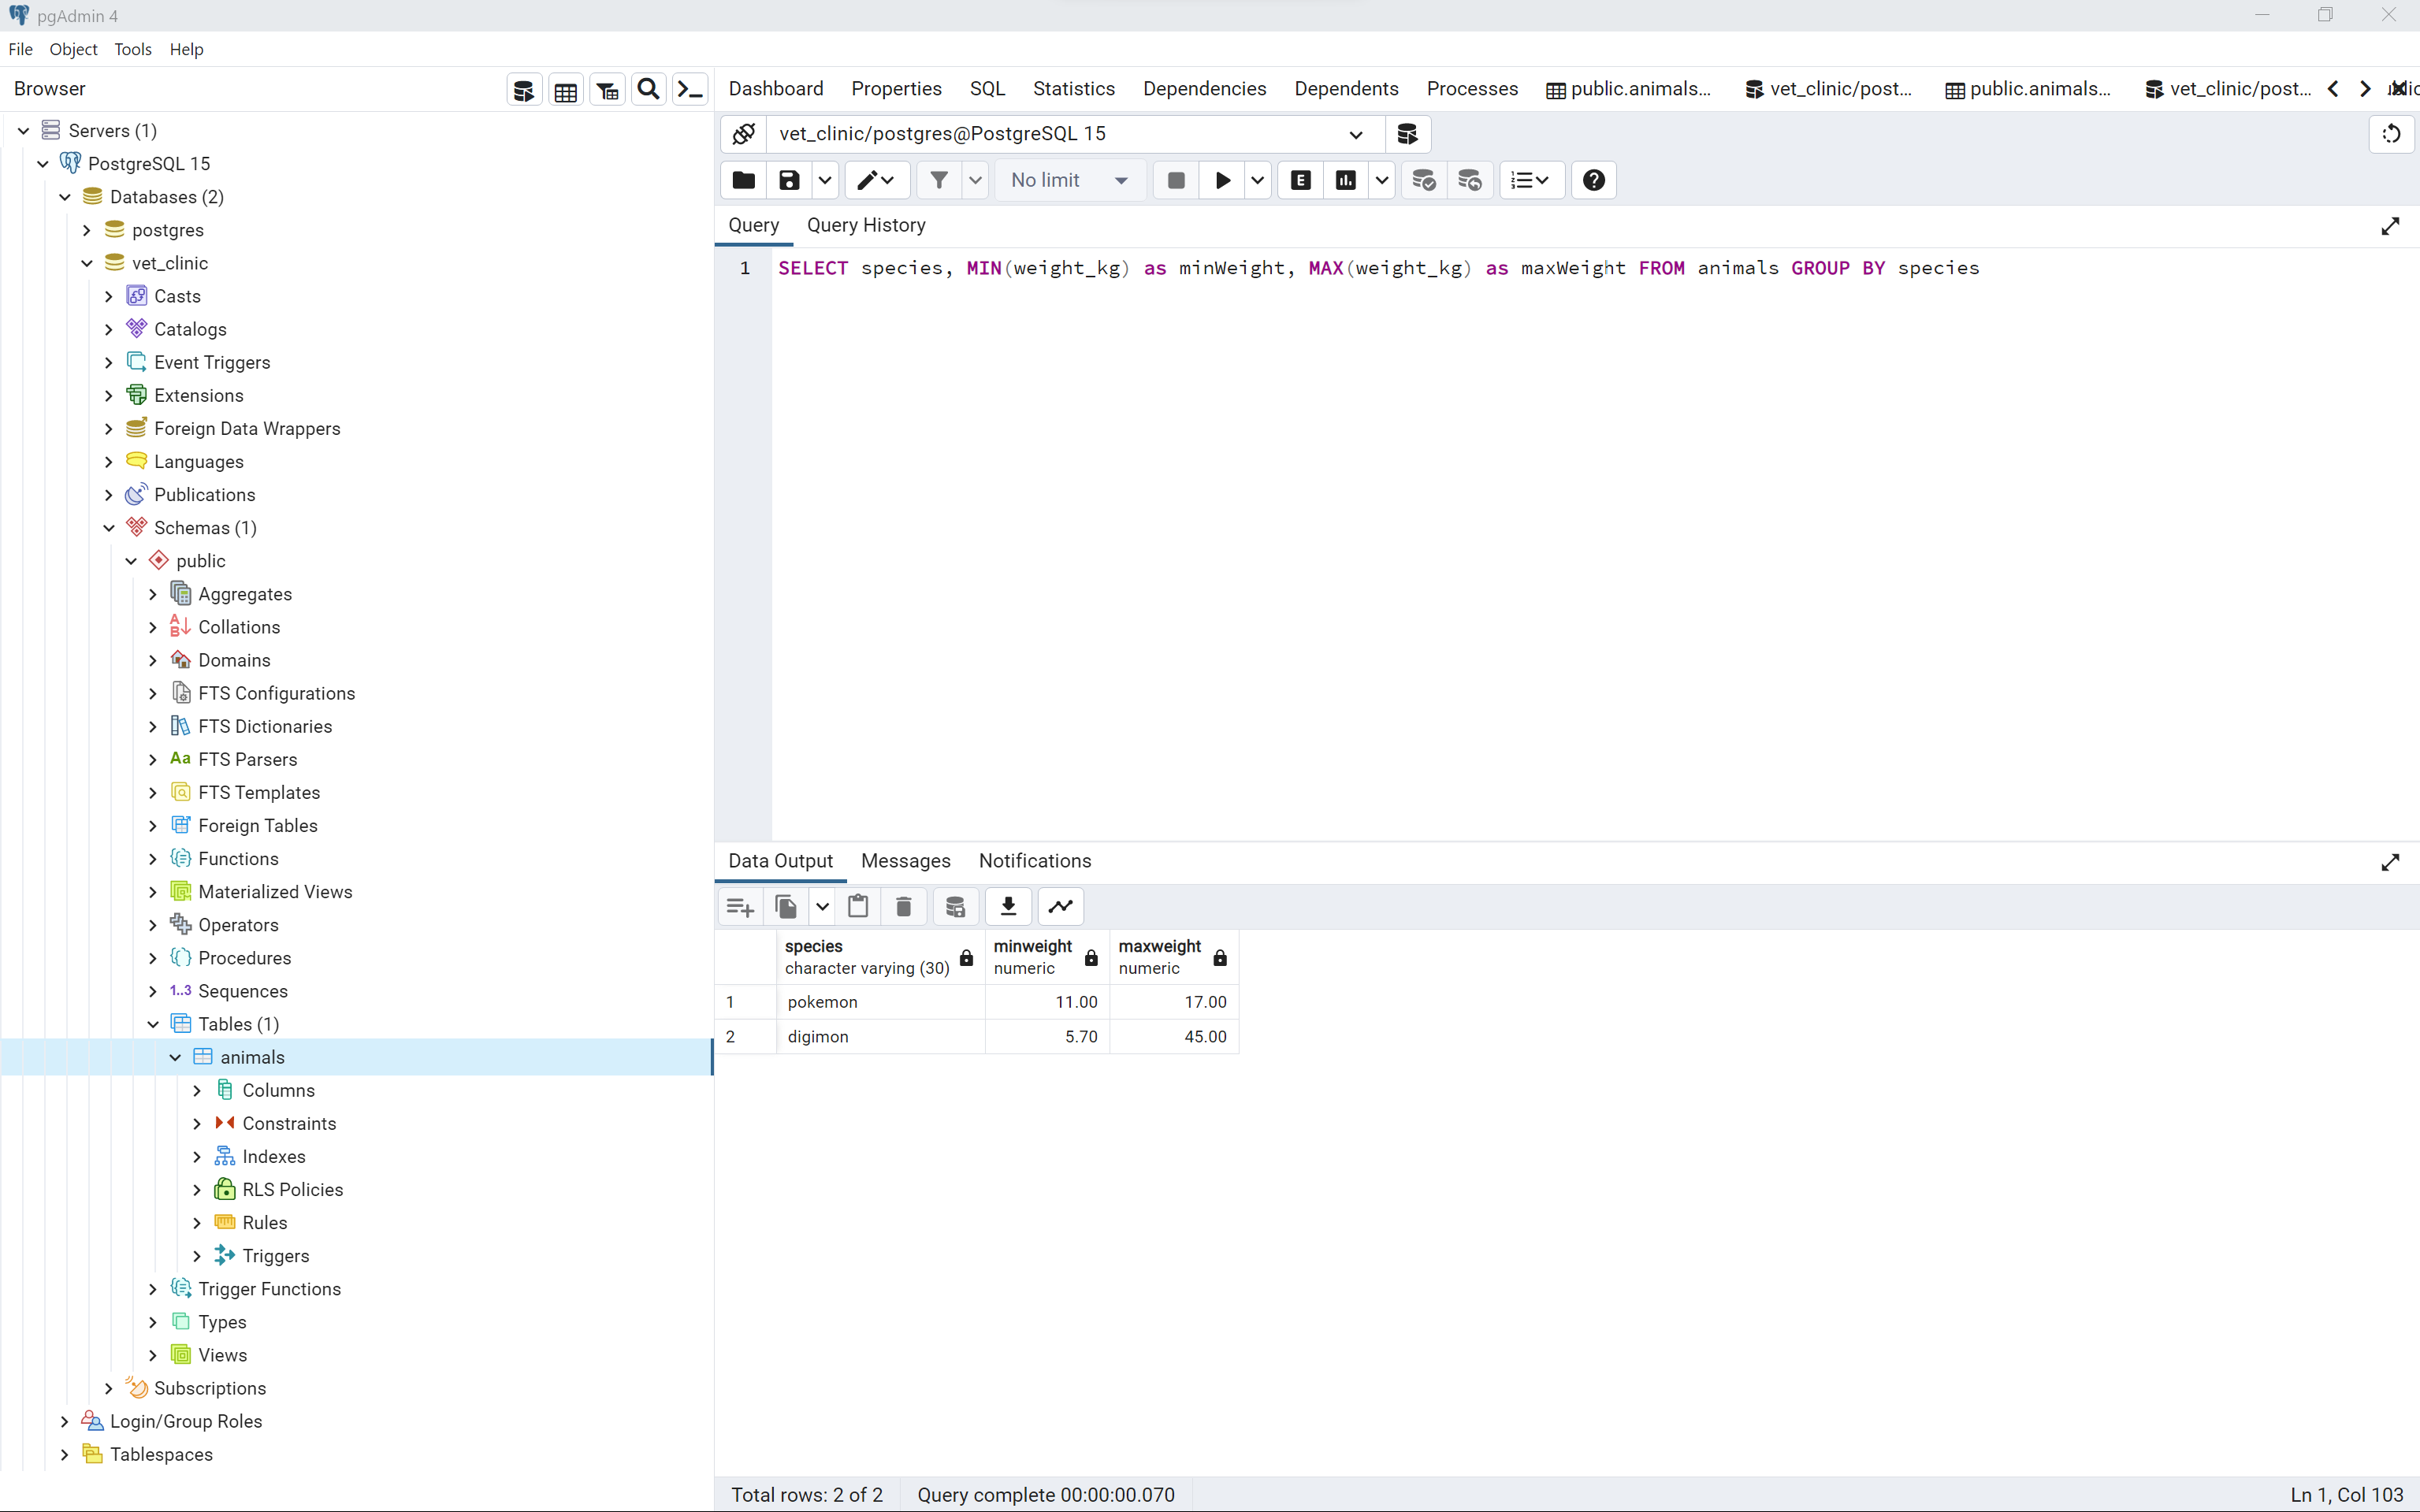 pgAdmin 4
File Object Tools Help
Browser
Dashboard Properties SQL Statistics Dependencies Dependents Processes public.animals... vet_clinic/post... public.animals... vet_clinic/post...
Servers (1)
PostgreSQL 15
Databases (2)
postgres
vet_clinic
Casts
Catalogs
Event Triggers
Extensions
Foreign Data Wrappers
Languages
Publications
Schemas (1)
public
Aggregates
Collations
Domains
FTS Configurations
FTS Dictionaries
Aa FTS Parsers
FTS Templates
Foreign Tables
Functions
Materialized Views
Operators
Procedures
1..3 Sequences
Tables (1)
animals
Columns
Constraints
Indexes
RLS Policies
Rules
Triggers
Trigger Functions
Types
Views
Subscriptions
Login/Group Roles
Tablespaces
vet_clinic/postgres@PostgreSQL 15
No limit E
Query Query History
1 SELECT species, MIN(weight_kg) as minWeight, MAX(weight_kg) as maxWeight FROM animals GROUP BY species
Data Output Messages Notifications
species minweight maxweight
character varying (30) numeric numeric
1 pokemon 11.00 17.00
2 digimon 5.70 45.00
Total rows: 2 of 2 Query complete 00:00:00.070 Ln 1, Col 103